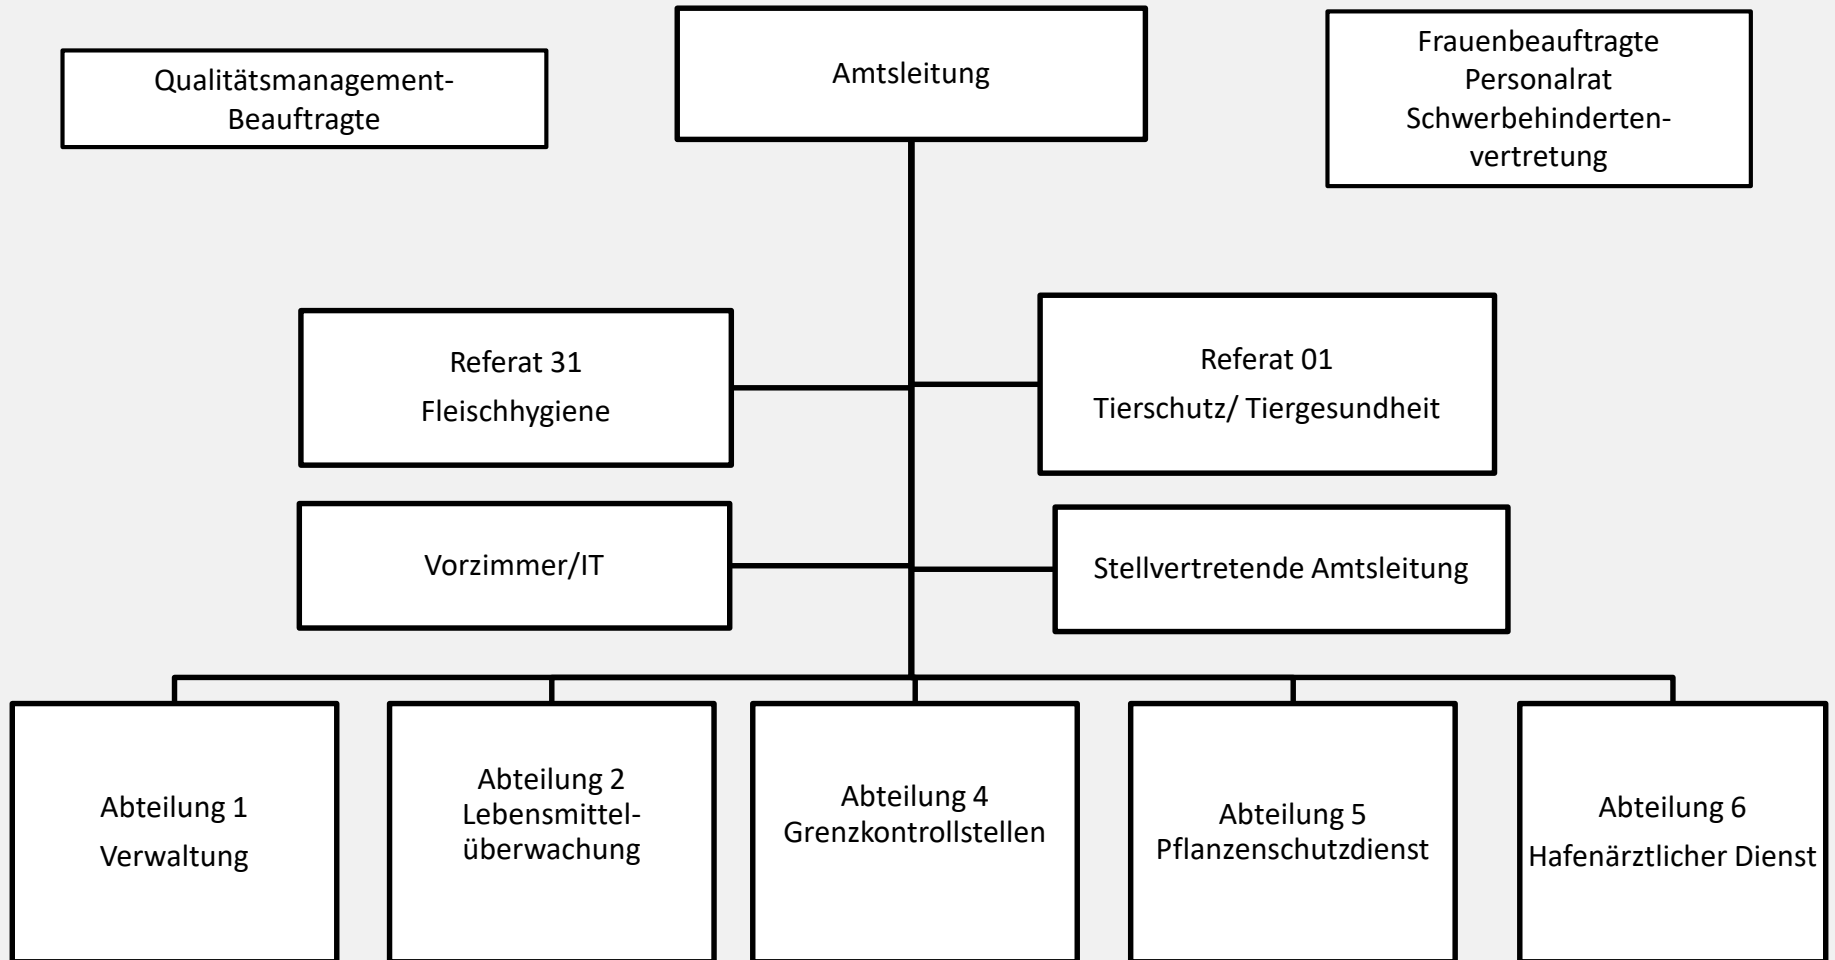 Qualitätsmanagement-
Beauftragte
Amtsleitung
Frauenbeauftragte
Personalrat
Schwerbehinderten-
vertretung
Referat 31
Fleischhygiene
Referat 01
Tierschutz/ Tiergesundheit
Vorzimmer/IT
Stellvertretende Amtsleitung
Abteilung 1
Verwaltung
Abteilung 2
Lebensmittel-
überwachung
Abteilung 4
Grenzkontrollstellen
Abteilung 5
Pflanzenschutzdienst
Abteilung 6
Hafenärztlicher Dienst